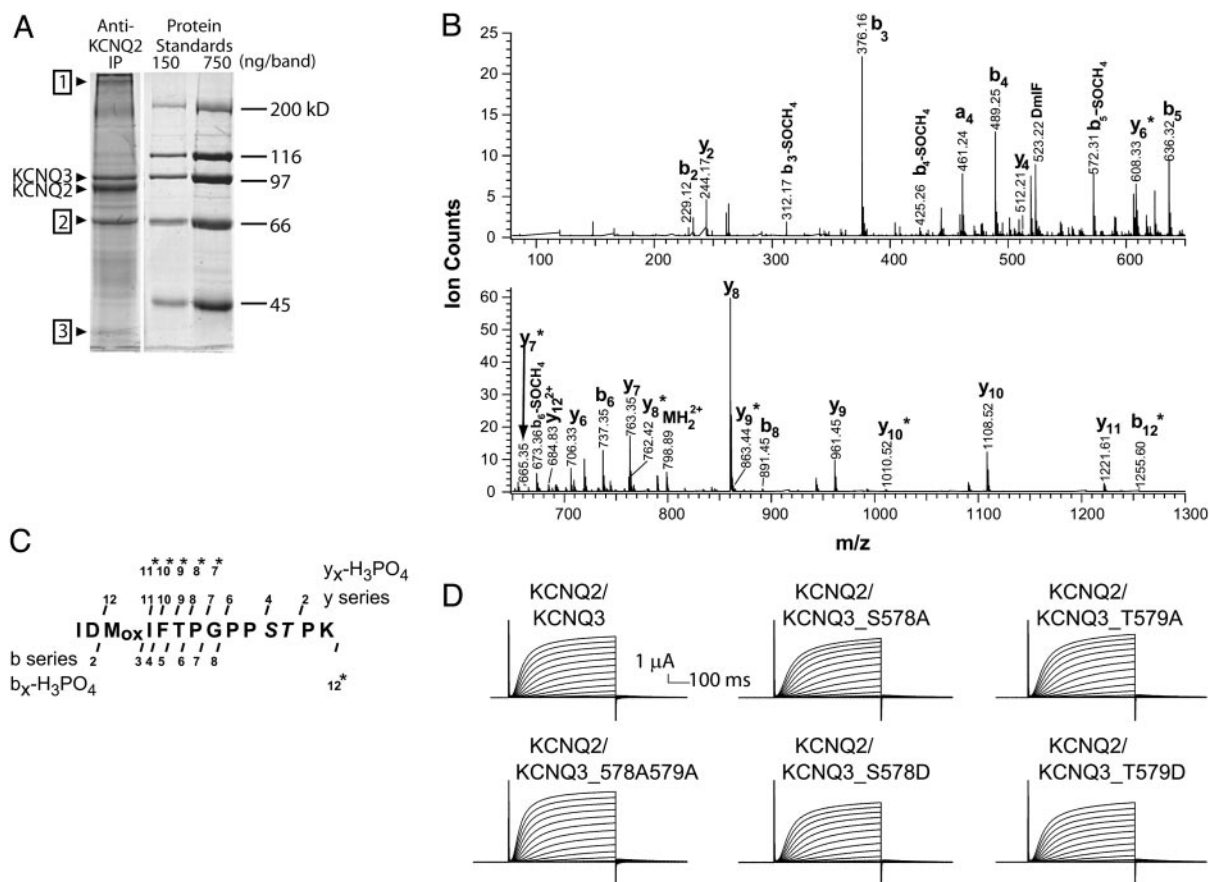 A
Anti-
KCNQ2
IP
Protein
Standards
150 750 (ng/band)
1
200 kD
116
KCNQ3
97
KCNQ2
2
66
45
3
B
Ion Counts
25
20
15
10
5
0
b2
229.12
y2
244.17
b3-SOCH4
312.17
376.16 b3
b4-SOCH4
425.26
a4
461.24
b4
489.25
y4
512.21
523.22 DmIF
572.31 b5-SOCH4
y6*
608.33
b5
636.32
100 200 300 400 500 600
60
50
40
30
20
10
0
y7*
665.35
673.36 b6-SOCH4
684.83 y12 2+
y6
706.33
b6
737.35
y7
763.35
y8*
762.42
MH2 2+
798.89
y8
y9*
863.44
b8
891.45
y9
961.45
y10*
1010.52
y10
1108.52
y11
1221.61
b12*
1255.60
700 800 900 1000 1100 1200 1300
m/z
C
11* 10* 9* 8* 7* yx-H3PO4
12 11 10 9 8 7 6 4 2 y series
IDMoxIFTPGPPSTPK
b series 2 3 4 5 6 7 8
bx-H3PO4 12*
D
KCNQ2/
KCNQ3
KCNQ2/
KCNQ3_S578A
KCNQ2/
KCNQ3_T579A
1 µA
100 ms
KCNQ2/
KCNQ3_578A579A
KCNQ2/
KCNQ3_S578D
KCNQ2/
KCNQ3_T579D